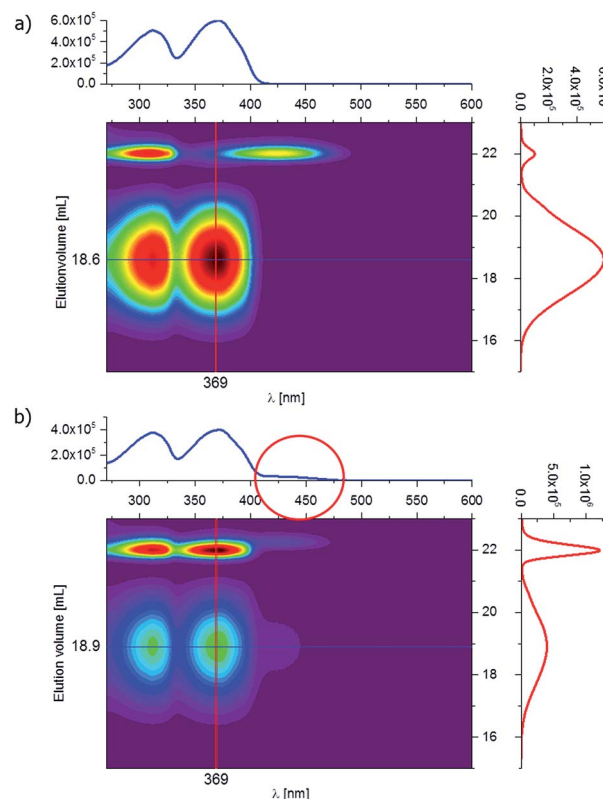 a)
6.0x10⁵
4.0x10⁵
2.0x10⁵
0.0
300 350 400 450 500 550 600
0.0
2.0x10⁵
4.0x10⁵
22
20
19
18
16
Elutionvolume [mL]
18.6
369
λ [nm]
b)
4.0x10⁵
2.0x10⁵
0.0
300 350 400 450 500 550 600
0.0
5.0x10⁵
1.0x10⁶
22
20
19
18
16
Elution volume [mL]
18.9
369
λ [nm]